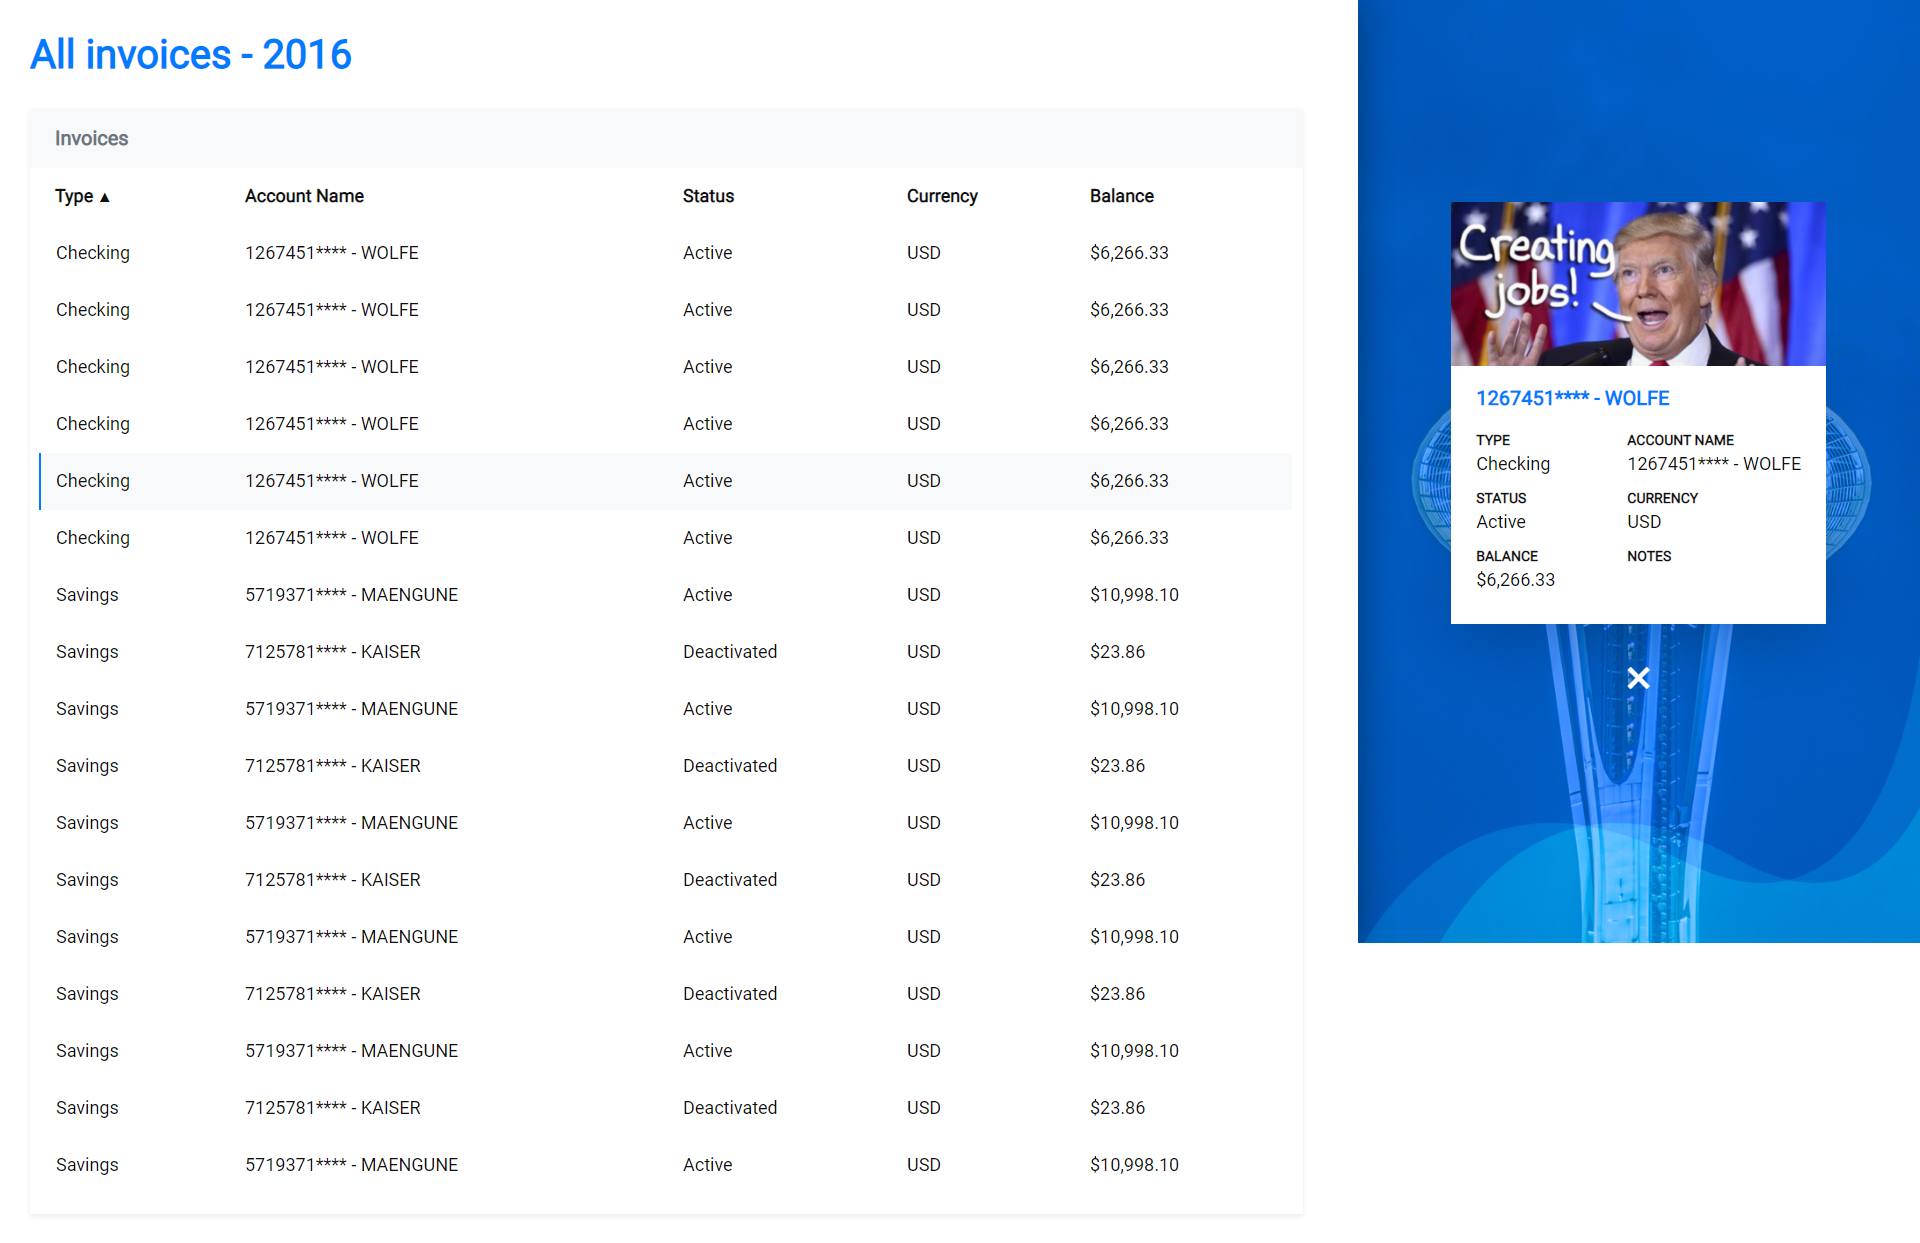 All invoices - 2016
Invoices
Type ▲ Account Name Status Currency Balance
Checking 1267451**** - WOLFE Active USD $6,266.33
Checking 1267451**** - WOLFE Active USD $6,266.33
Checking 1267451**** - WOLFE Active USD $6,266.33
Checking 1267451**** - WOLFE Active USD $6,266.33
Checking 1267451**** - WOLFE Active USD $6,266.33
Checking 1267451**** - WOLFE Active USD $6,266.33
Savings 5719371**** - MAENGUNE Active USD $10,998.10
Savings 7125781**** - KAISER Deactivated USD $23.86
Savings 5719371**** - MAENGUNE Active USD $10,998.10
Savings 7125781**** - KAISER Deactivated USD $23.86
Savings 5719371**** - MAENGUNE Active USD $10,998.10
Savings 7125781**** - KAISER Deactivated USD $23.86
Savings 5719371**** - MAENGUNE Active USD $10,998.10
Savings 7125781**** - KAISER Deactivated USD $23.86
Savings 5719371**** - MAENGUNE Active USD $10,998.10
Savings 7125781**** - KAISER Deactivated USD $23.86
Savings 5719371**** - MAENGUNE Active USD $10,998.10
Creating
jobs!
1267451**** - WOLFE
TYPE ACCOUNT NAME
Checking 1267451**** - WOLFE
STATUS CURRENCY
Active USD
BALANCE NOTES
$6,266.33